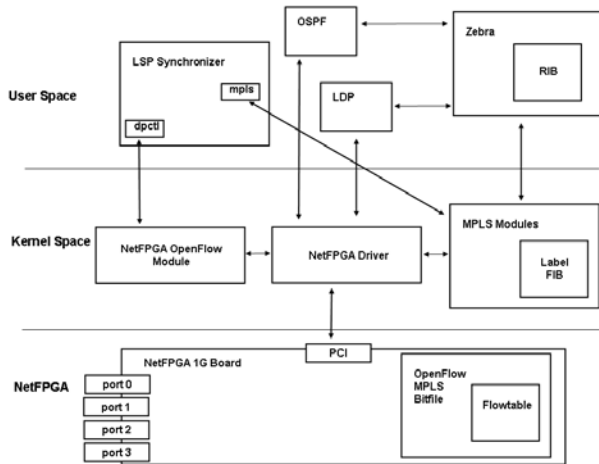 OSPF
Zebra
LSP Synchronizer
RIB
mpls
User Space
LDP
dpctl
MPLS Modules
Kernel Space
NetFPGA OpenFlow
Module
NetFPGA Driver
Label
FIB
PCI
NetFPGA 1G Board
OpenFlow
MPLS
Bitfile
NetFPGA
port 0
port 1
Flowtable
port 2
port 3